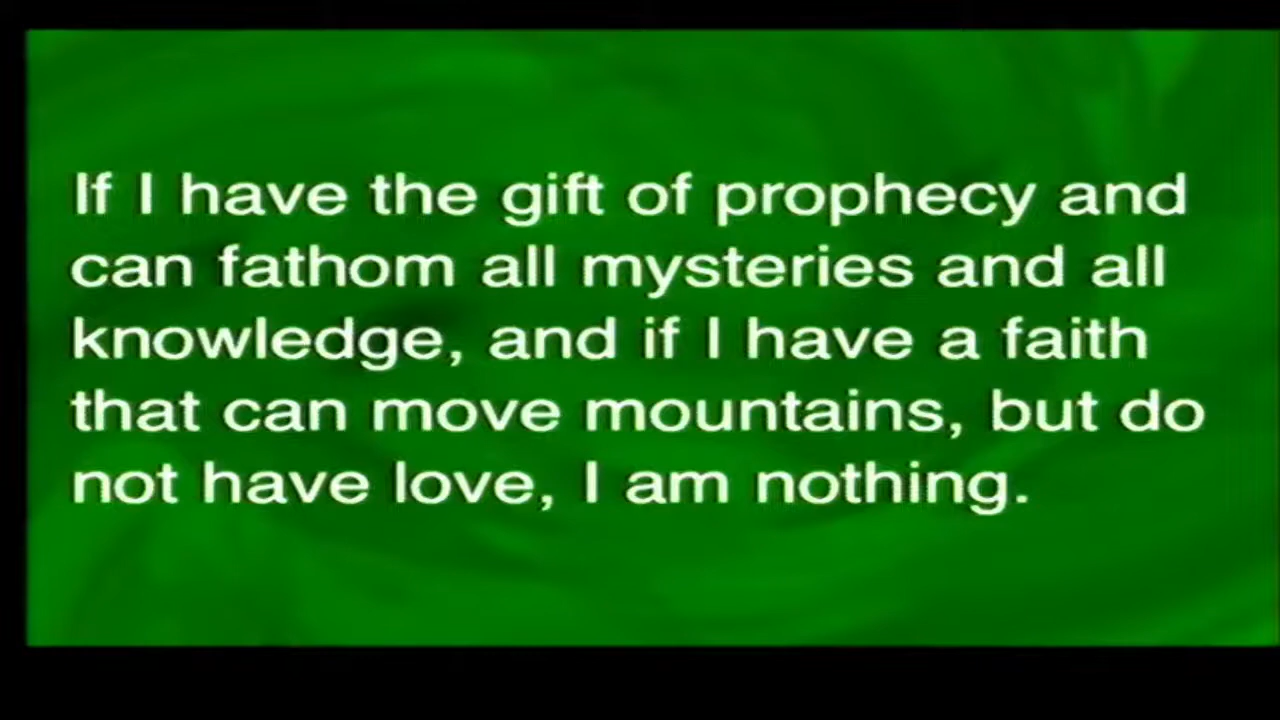 If I have the gift of prophecy and
can fathom all mysteries and all
knowledge, and if I have a faith
that can move mountains, but do
not have love, I am nothing.